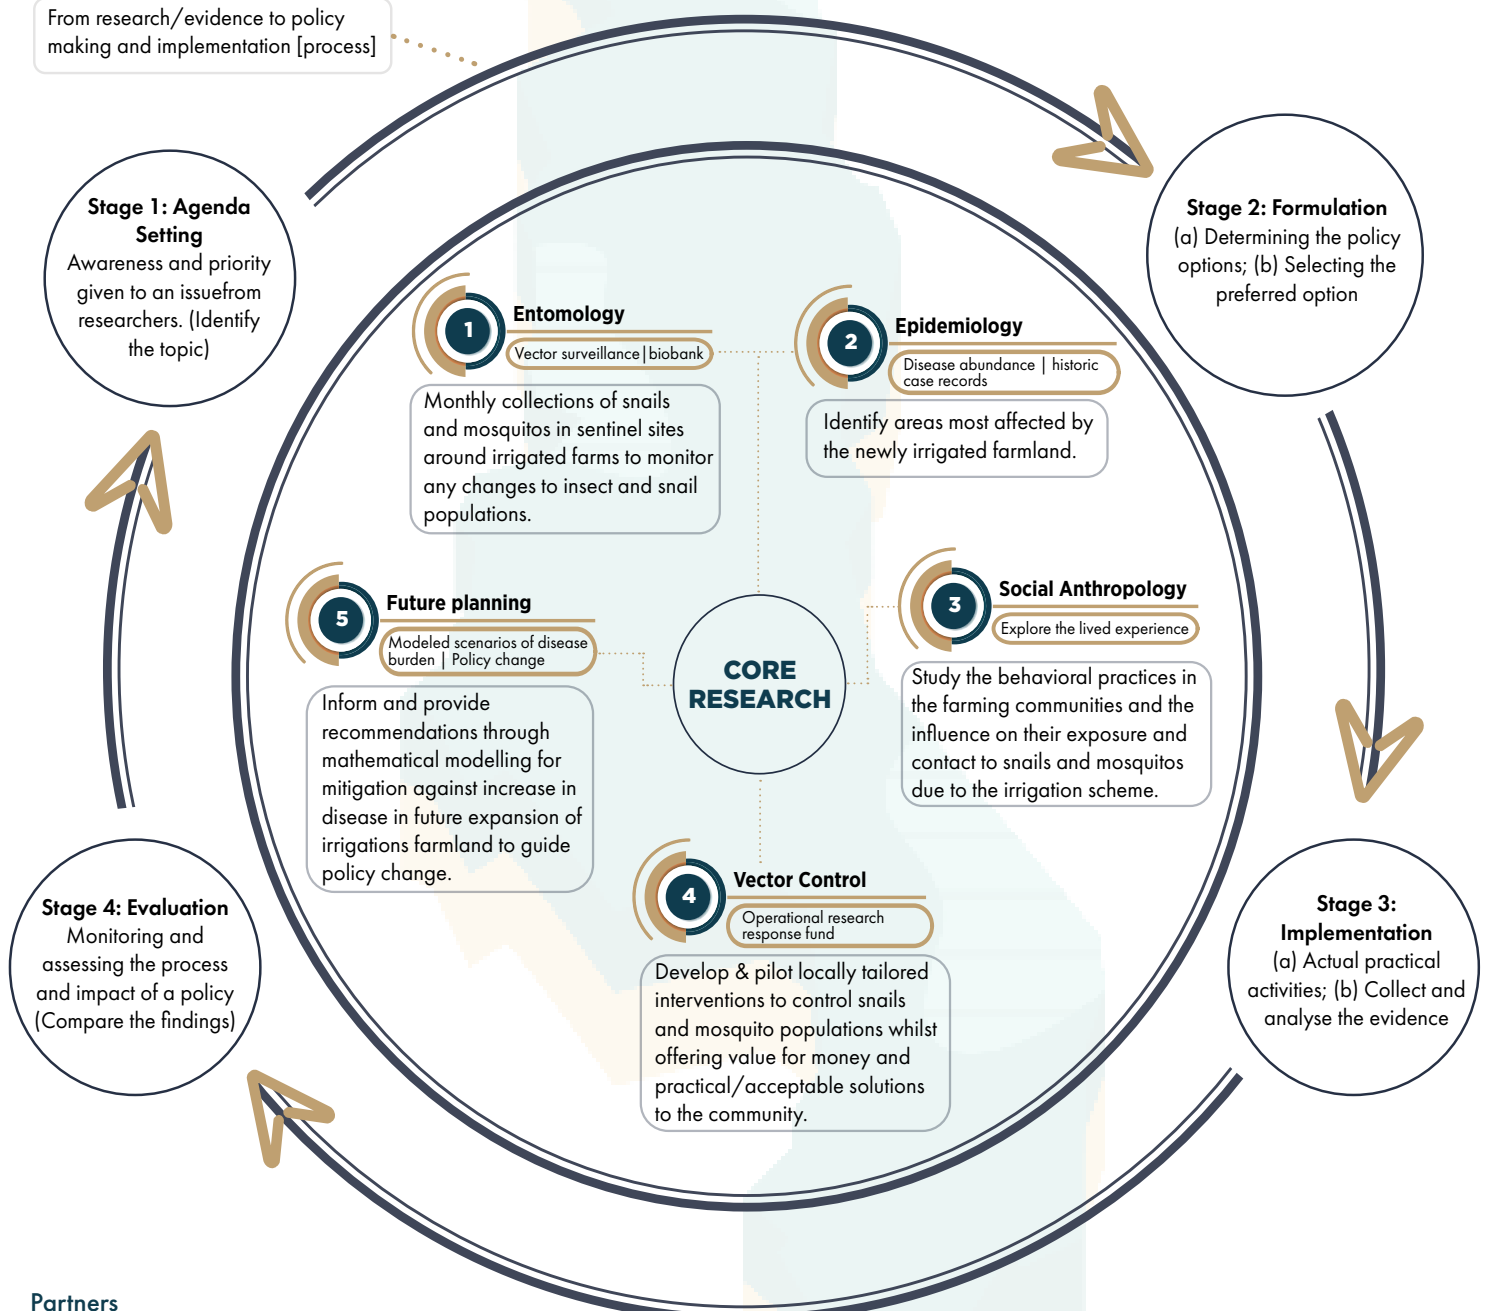 From research/evidence to policy
making and implementation [process]
Stage 1: Agenda
Setting
Awareness and priority
given to an issuefrom
researchers. (Identify
the topic)
Stage 2: Formulation
(a) Determining the policy
options; (b) Selecting the
preferred option
1
Entomology
Vector surveillance|biobank
Monthly collections of snails
and mosquitos in sentinel sites
around irrigated farms to monitor
any changes to insect and snail
populations.
2
Epidemiology
Disease abundance | historic
case records
Identify areas most affected by
the newly irrigated farmland.
5
Future planning
Modeled scenarios of disease
burden | Policy change
Inform and provide
recommendations through
mathematical modelling for
mitigation against increase in
disease in future expansion of
irrigations farmland to guide
policy change.
CORE
RESEARCH
3
Social Anthropology
Explore the lived experience
Study the behavioral practices in
the farming communities and the
influence on their exposure and
contact to snails and mosquitos
due to the irrigation scheme.
4
Vector Control
Operational research
response fund
Develop & pilot locally tailored
interventions to control snails
and mosquito populations whilst
offering value for money and
practical/acceptable solutions
to the community.
Stage 4: Evaluation
Monitoring and
assessing the process
and impact of a policy
(Compare the findings)
Stage 3:
Implementation
(a) Actual practical
activities; (b) Collect and
analyse the evidence
Partners